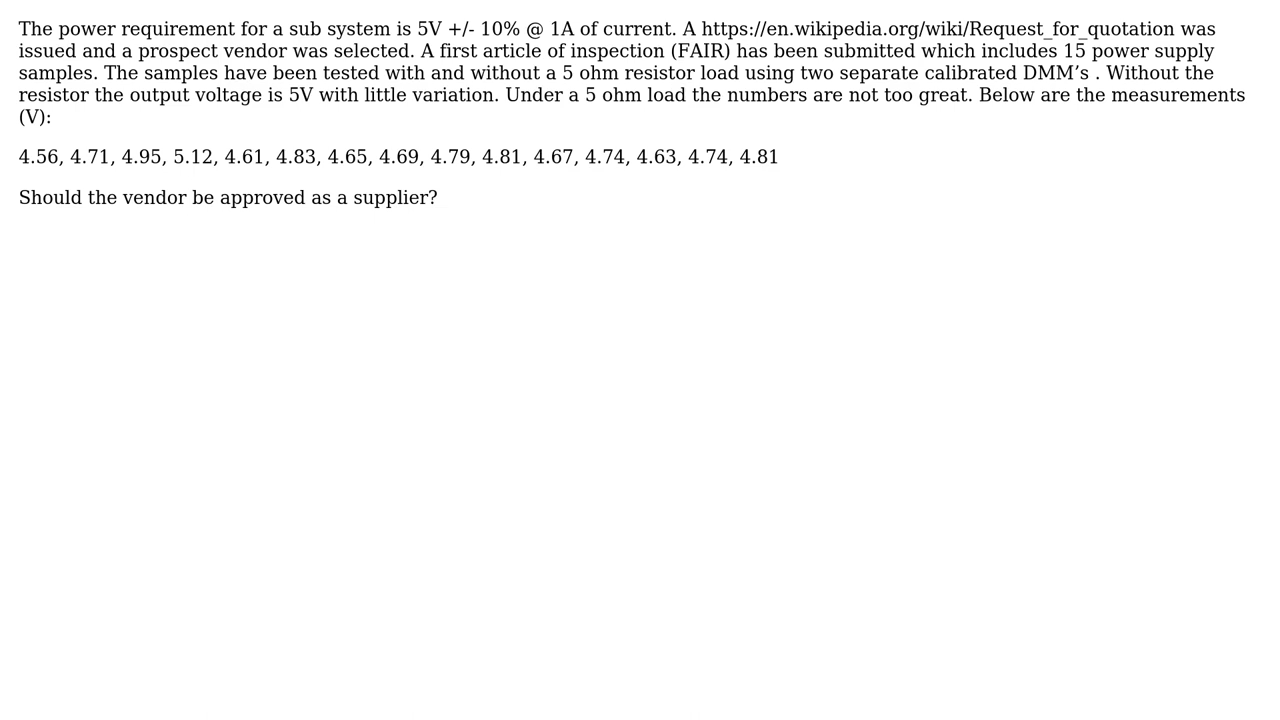 The power requirement for a sub system is 5V +/- 10% @ 1A of current. A https://en.wikipedia.org/wiki/Request_for_quotation was
issued and a prospect vendor was selected. A first article of inspection (FAIR) has been submitted which includes 15 power supply
samples. The samples have been tested with and without a 5 ohm resistor load using two separate calibrated DMM’s . Without the
resistor the output voltage is 5V with little variation. Under a 5 ohm load the numbers are not too great. Below are the measurements
(V):
4.56, 4.71, 4.95, 5.12, 4.61, 4.83, 4.65, 4.69, 4.79, 4.81, 4.67, 4.74, 4.63, 4.74, 4.81
Should the vendor be approved as a supplier?